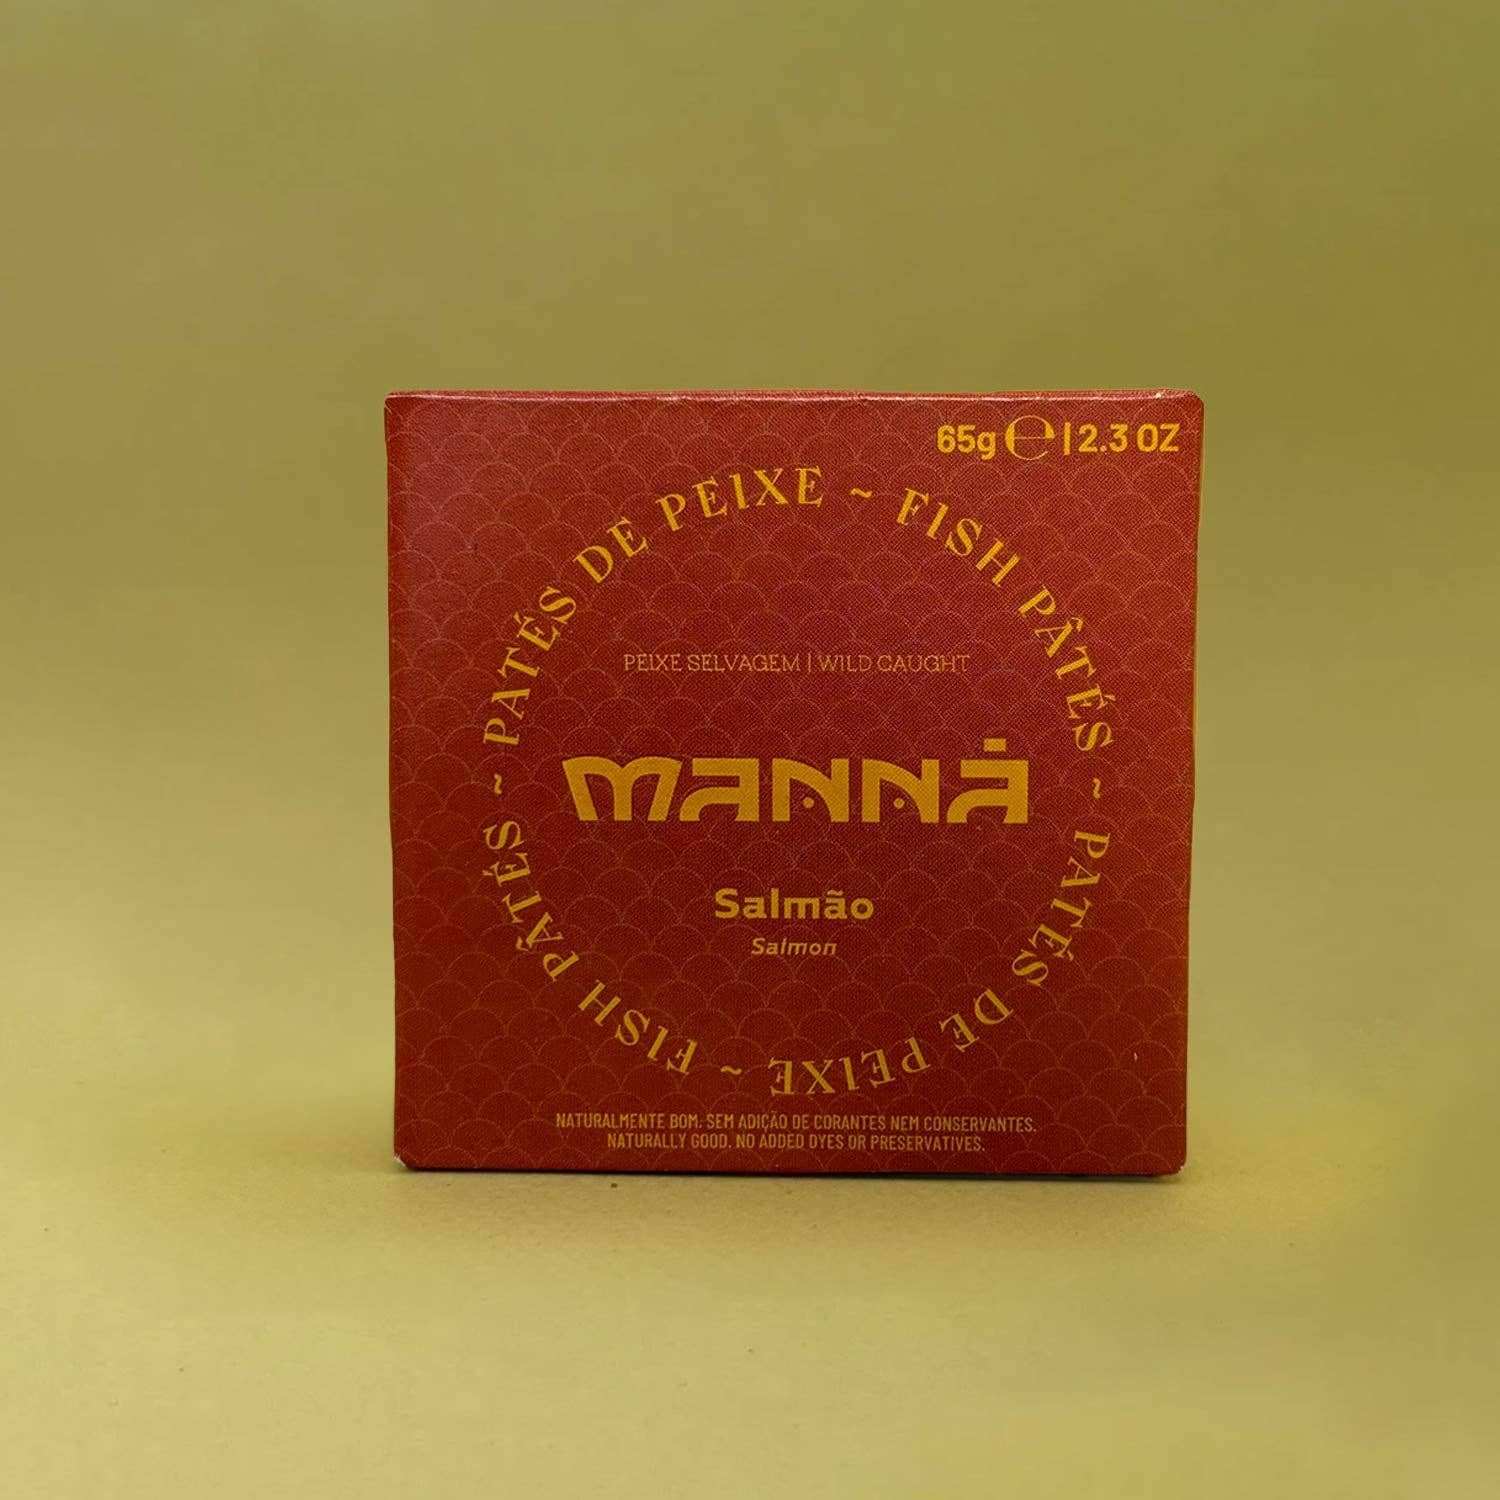 65g ℮ | 2.3 OZ
PATÉS DE PEIXE ~ FISH PÂTÉS ~ PATÉS DE PEIXE ~ FISH PÂTÉS ~
PEIXE SELVAGEM | WILD CAUGHT
MANNÁ
Salmão
Salmon
NATURALMENTE BOM. SEM ADIÇÃO DE CORANTES NEM CONSERVANTES.
NATURALLY GOOD. NO ADDED DYES OR PRESERVATIVES.